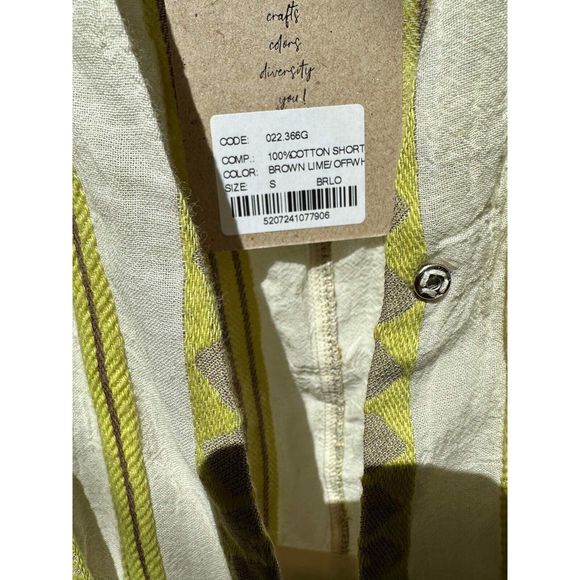 crafts
colors
diversity
you!
CODE: 022.366G
COMP.: 100%COTTON SHORT
COLOR: BROWN LIME/ OFFWH
SIZE: S BRLO
5207241077906